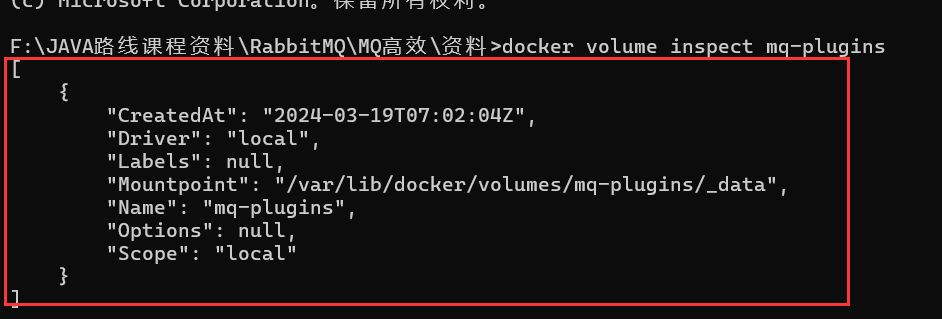 (c) Microsoft Corporation。保留所有权利。
F:\JAVA路线课程资料\RabbitMQ\MQ高效\资料>docker volume inspect mq-plugins
[
    {
        "CreatedAt": "2024-03-19T07:02:04Z",
        "Driver": "local",
        "Labels": null,
        "Mountpoint": "/var/lib/docker/volumes/mq-plugins/_data",
        "Name": "mq-plugins",
        "Options": null,
        "Scope": "local"
    }
]